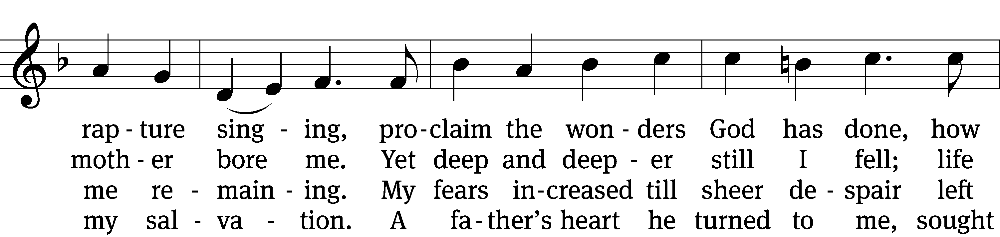 rap - ture sing - ing, pro - claim the won - ders God has done, how
moth - er bore me. Yet deep and deep - er still I fell; life
me re - main - ing. My fears in - creased till sheer de - spair left
my sal - va - tion. A fa - ther’s heart he turned to me, sought